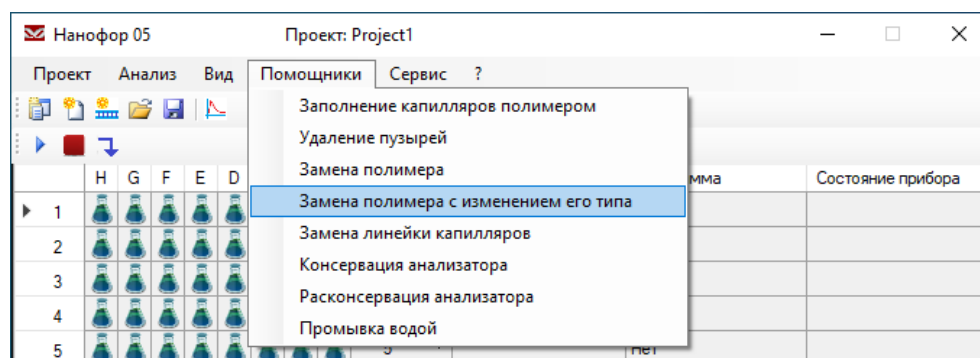 Нанофор 05 Проект: Project1
Проект Анализ Вид Помощники Сервис ?
Заполнение капилляров полимером
Удаление пузырей
Замена полимера
H G F E D мма Состояние прибора
1 Замена полимера с изменением его типа
2 Замена линейки капилляров
3 Консервация анализатора
Расконсервация анализатора
4 Промывка водой
5 5 Нет